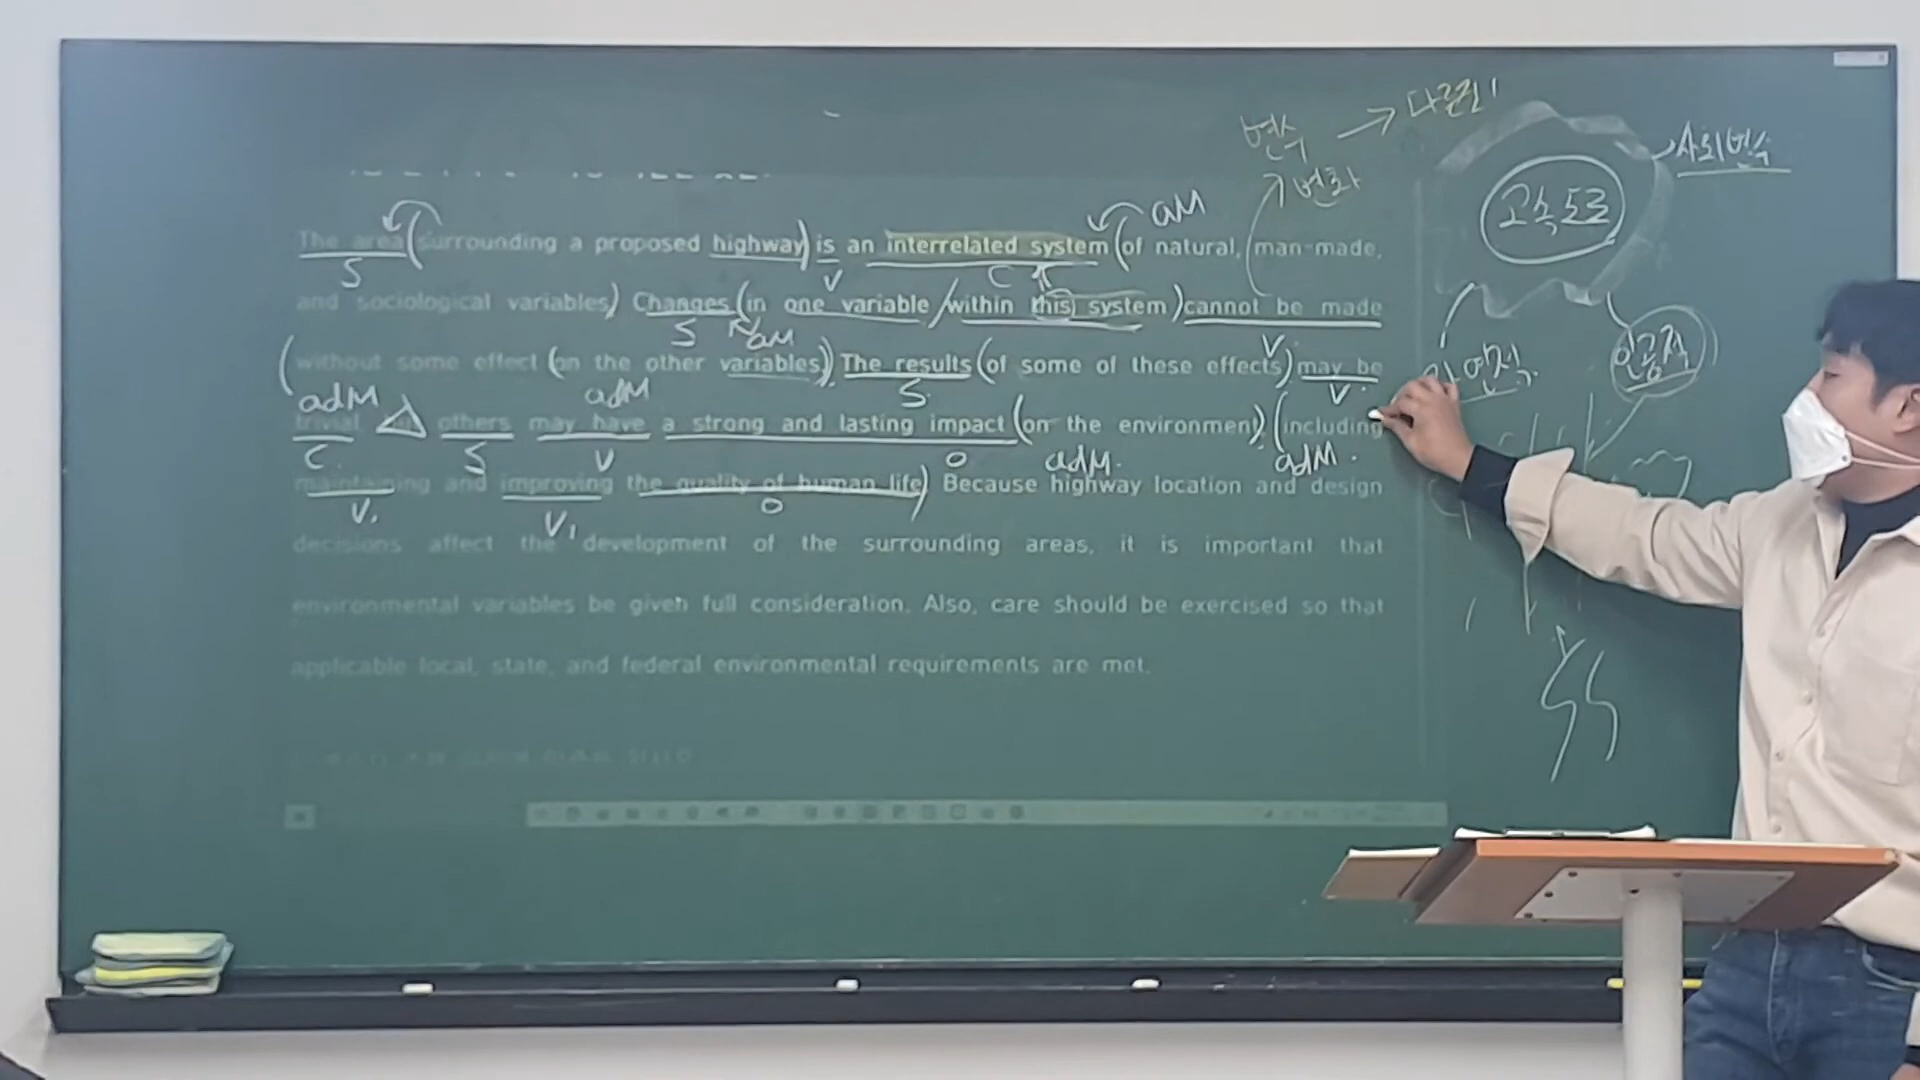 변수 → 다른 1
변화
고속도로
사회변수
인공적
aM
The area (surrounding a proposed highway) is an interrelated system (of natural, man-made,
S V C
and sociological variables) Changes (in one variable / within this system) cannot be made
S aM V
(without some effect (on the other variables)). The results (of some of these effects) may be
adM adM S V.
trivial others may have a strong and lasting impact (on the environment), (including
C. S V O adM. adM.
maintaining and improving the quality of human life) Because highway location and design
V1 V1 O
decisions affect the development of the surrounding areas, it is important that
environmental variables be given full consideration. Also, care should be exercised so that
applicable local, state, and federal environmental requirements are met.